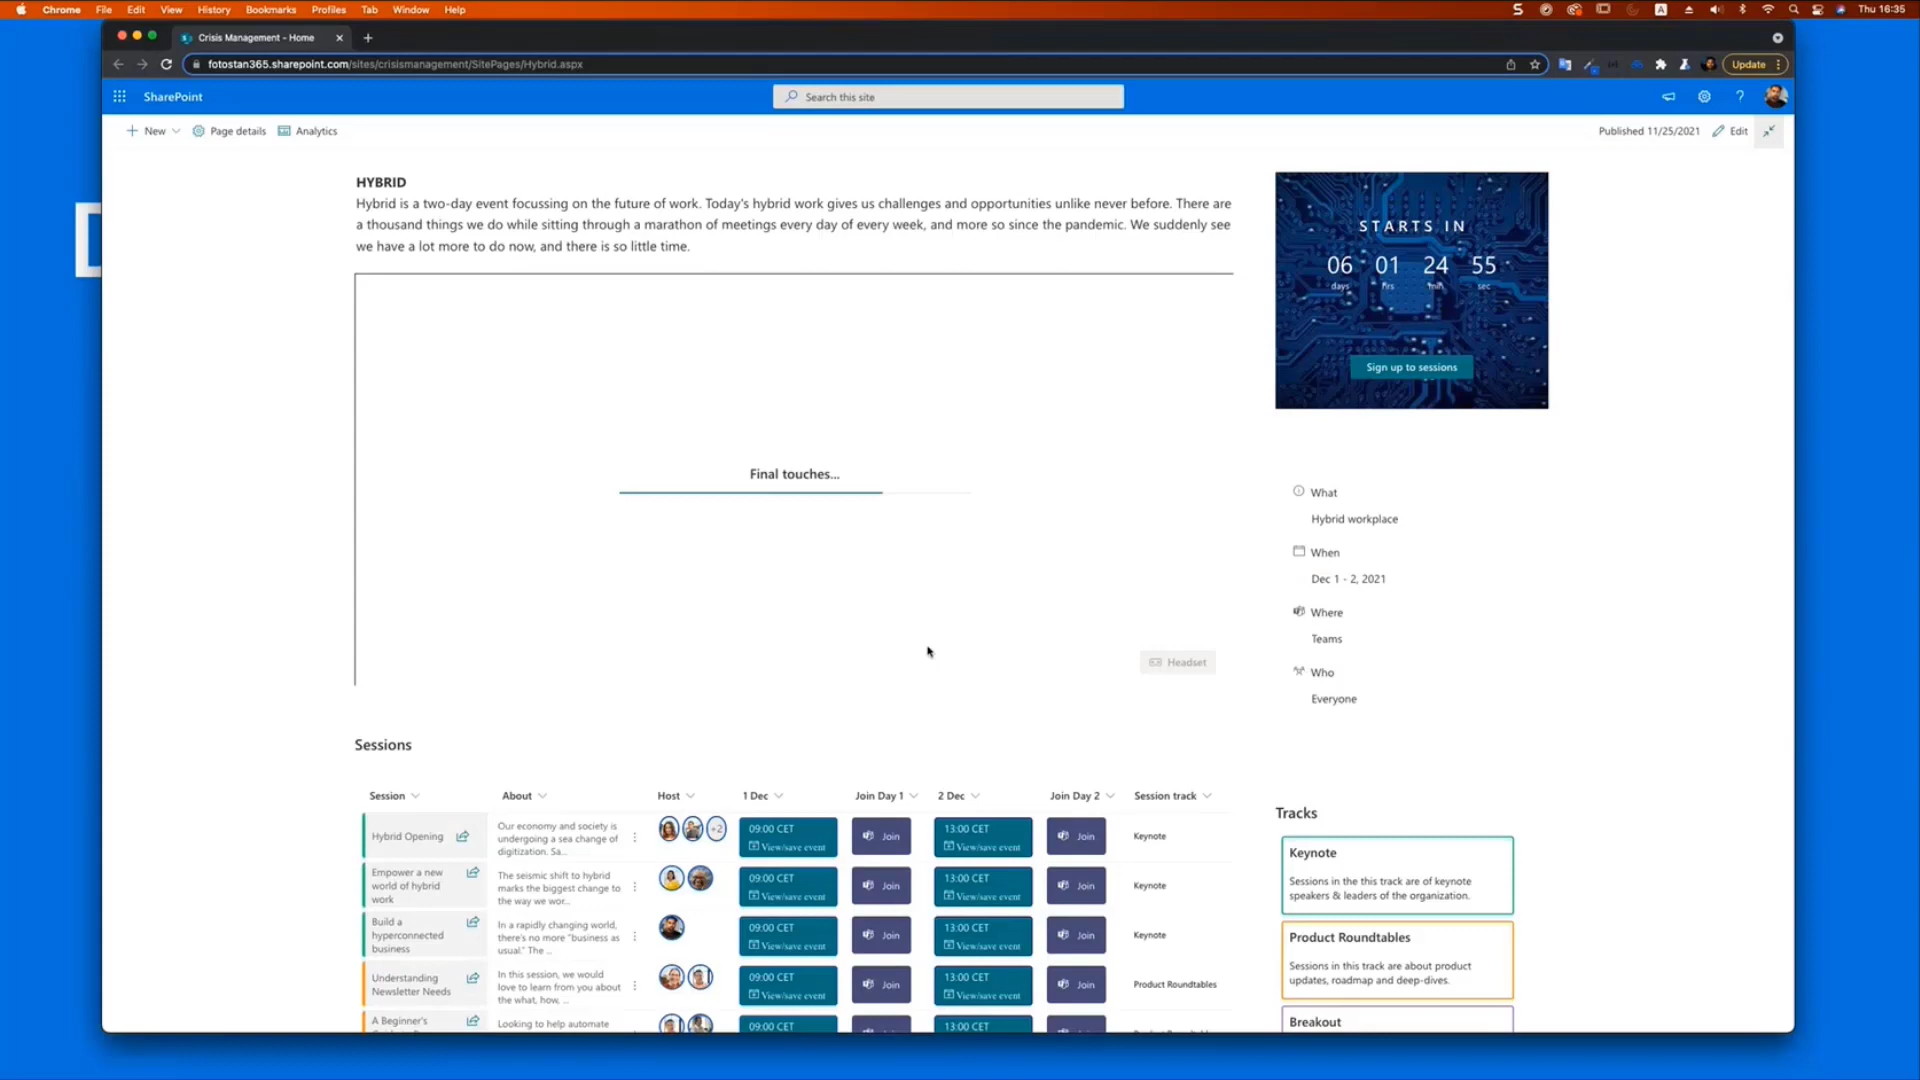 Chrome File Edit View History Bookmarks Profiles Tab Window Help
Thu 16:35
Crisis Management - Home
fotostan365.sharepoint.com/sites/crisismanagement/SitePages/Hybrid.aspx
Update
SharePoint
Search this site
New Page details Analytics
Published 11/25/2021 Edit
HYBRID
Hybrid is a two-day event focussing on the future of work. Today's hybrid work gives us challenges and opportunities unlike never before. There are
a thousand things we do while sitting through a marathon of meetings every day of every week, and more so since the pandemic. We suddenly see
we have a lot more to do now, and there is so little time.
STARTS IN
06 01 24 55
days hrs min sec
Sign up to sessions
Final touches...
Headset
What
Hybrid workplace
When
Dec 1 - 2, 2021
Where
Teams
Who
Everyone
Sessions
Session About Host 1 Dec Join Day 1 2 Dec Join Day 2 Session track
Hybrid Opening
Our economy and society is
undergoing a sea change of
digitization. Sa...
+2
09:00 CET
View/save event
Join
13:00 CET
View/save event
Join
Keynote
Empower a new
world of hybrid
work
The seismic shift to hybrid
marks the biggest change to
the way we wor...
09:00 CET
View/save event
Join
13:00 CET
View/save event
Join
Keynote
Build a
hyperconnected
business
In a rapidly changing world,
there's no more "business as
usual." The ...
09:00 CET
View/save event
Join
13:00 CET
View/save event
Join
Keynote
Understanding
Newsletter Needs
In this session, we would
love to learn from you about
the what, how, ...
09:00 CET
View/save event
Join
13:00 CET
View/save event
Join
Product Roundtables
A Beginner's
Looking to help automate
09:00 CET
13:00 CET
Tracks
Keynote
Sessions in the this track are of keynote
speakers & leaders of the organization.
Product Roundtables
Sessions in this track are about product
updates, roadmap and deep-dives.
Breakout